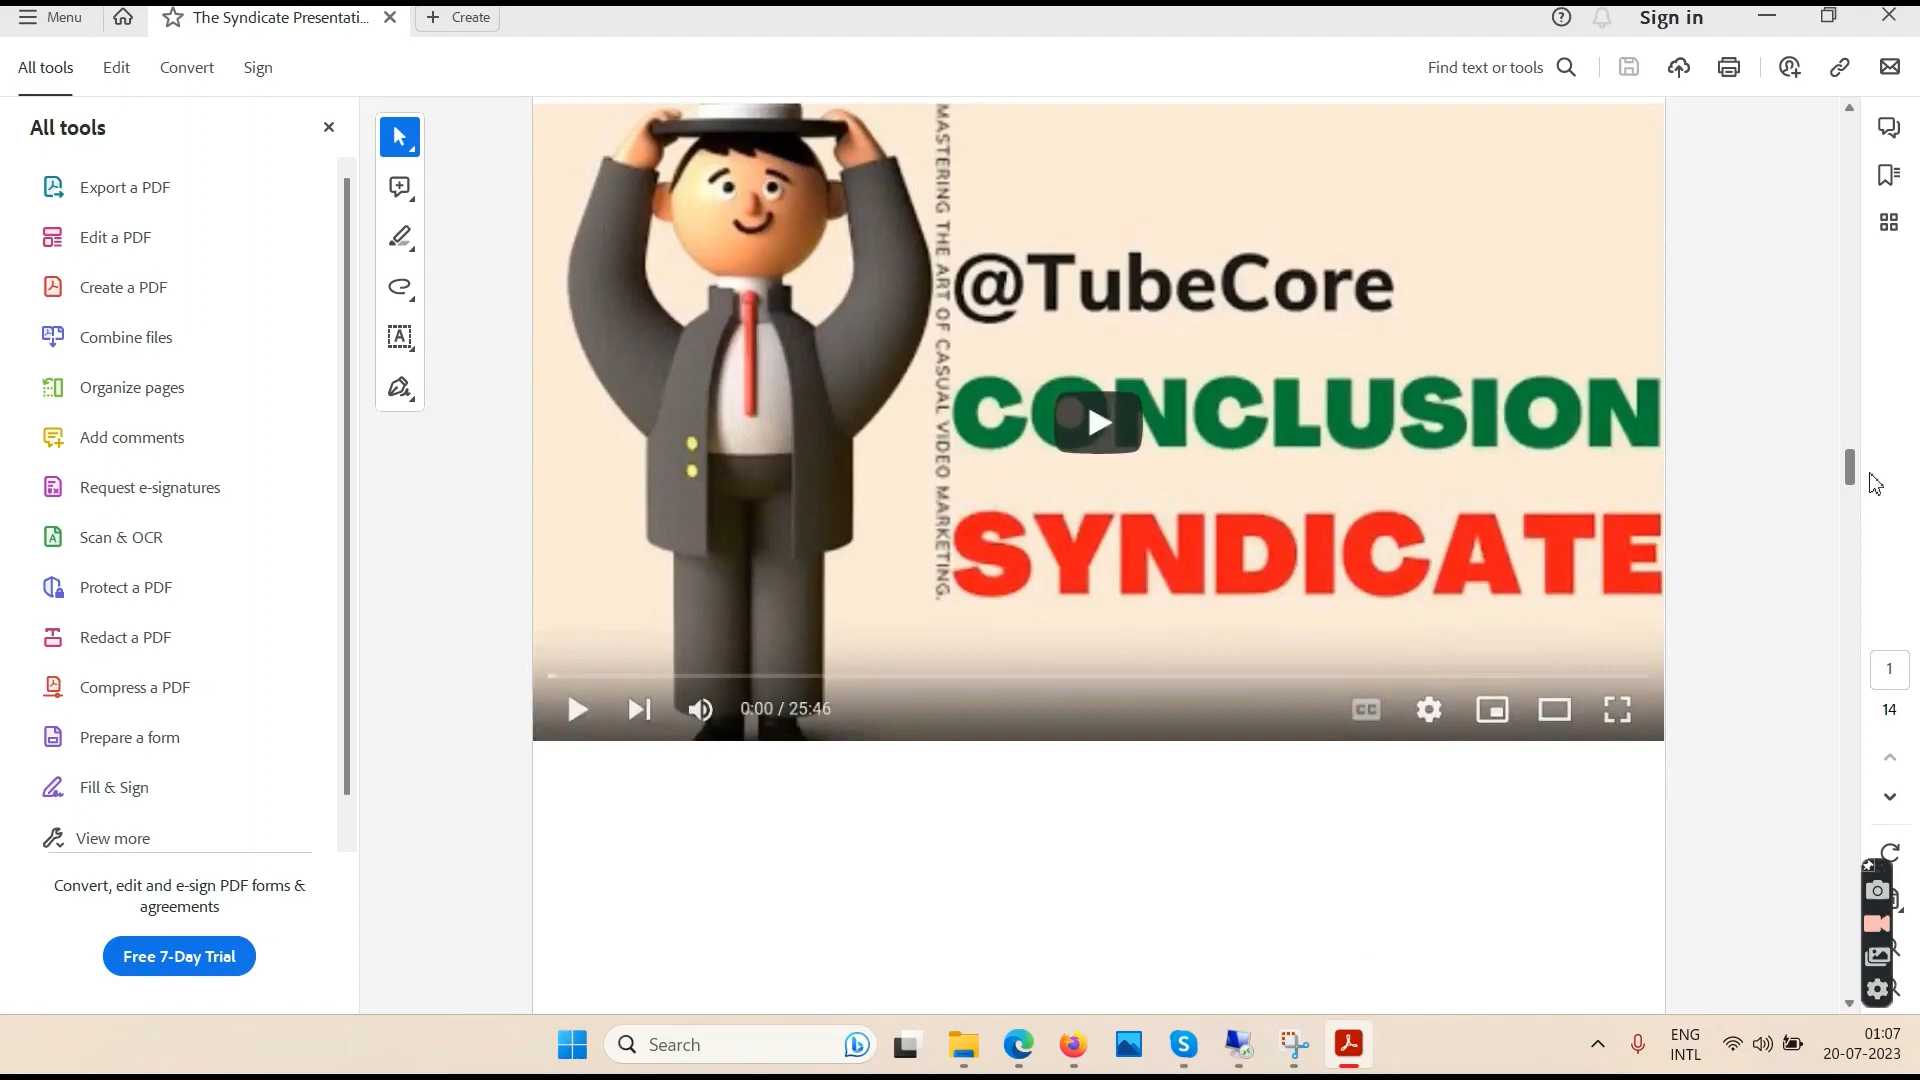 Menu
The Syndicate Presentati...
Create
Sign in
All tools
Edit
Convert
Sign
Find text or tools
All tools
Export a PDF
Edit a PDF
Create a PDF
Combine files
Organize pages
Add comments
Request e-signatures
Scan & OCR
Protect a PDF
Redact a PDF
Compress a PDF
Prepare a form
Fill & Sign
View more
Convert, edit and e-sign PDF forms &
agreements
Free 7-Day Trial
MASTERING THE ART OF CASUAL VIDEO MARKETING.
@TubeCore
CONCLUSION
SYNDICATE
0:00 / 25:46
CC
1
14
Search
ENG
INTL
01:07
20-07-2023